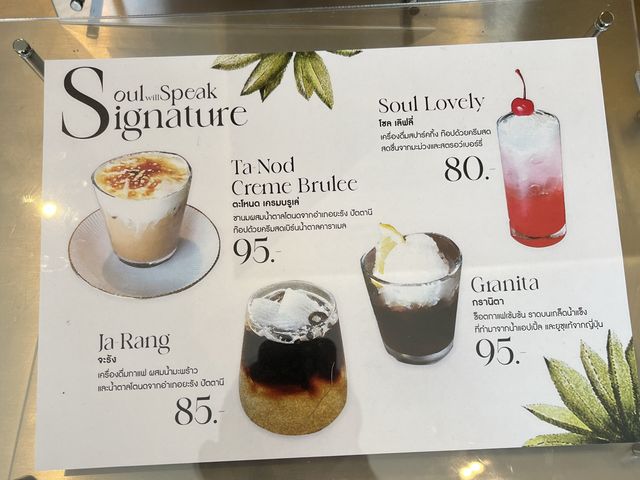 Soul will Speak
Signature
Soul Lovely
โซล เลิฟลี่
เครื่องดื่มสปาร์คกิ้ง ท๊อปด้วยครีมสด
สดชื่นจากมะม่วงและสตรอว์เบอร์รี่
80.-
Ta-Nod
Creme Brulee
ตะโหนด เครมบรูเล่
ชานมผสมน้ำตาลโตนดจากอำเภอยะรัง ปัตตานี
ท๊อปด้วยครีมสดเบิร์นน้ำตาลคาราเมล
95.-
Granita
กรานิตา
ช็อตกาแฟเข้มข้น ราดบนเกล็ดน้ำแข็ง
ที่ทำมาจากน้ำแอปเปิ้ล และยูซุแท้จากญี่ปุ่น
95.-
Ja-Rang
จะรัง
เครื่องดื่มกาแฟ ผสมน้ำมะพร้าว
และน้ำตาลโตนดจากอำเภอยะรัง ปัตตานี
85.-